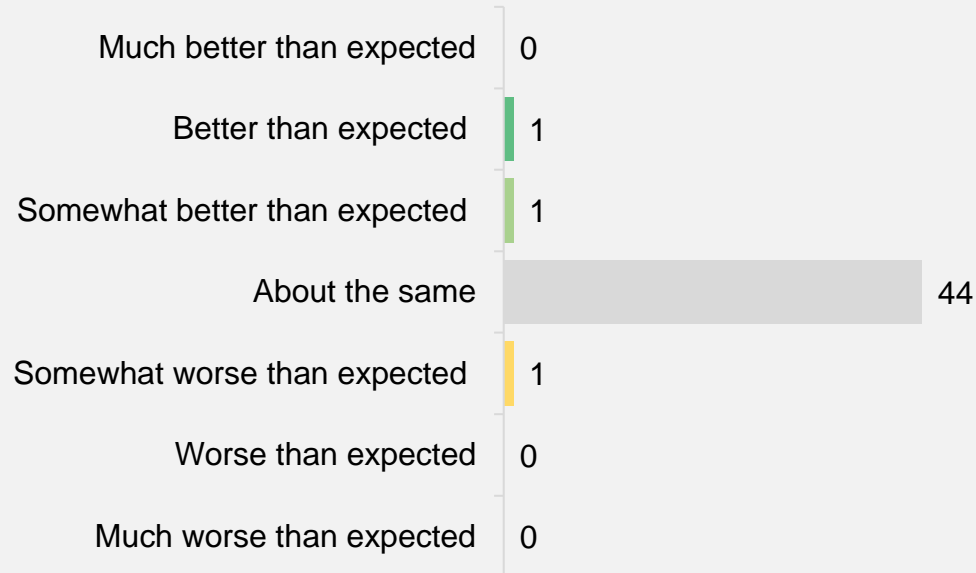 Much better than expected 0
Better than expected 1
Somewhat better than expected 1
About the same 44
Somewhat worse than expected 1
Worse than expected 0
Much worse than expected 0